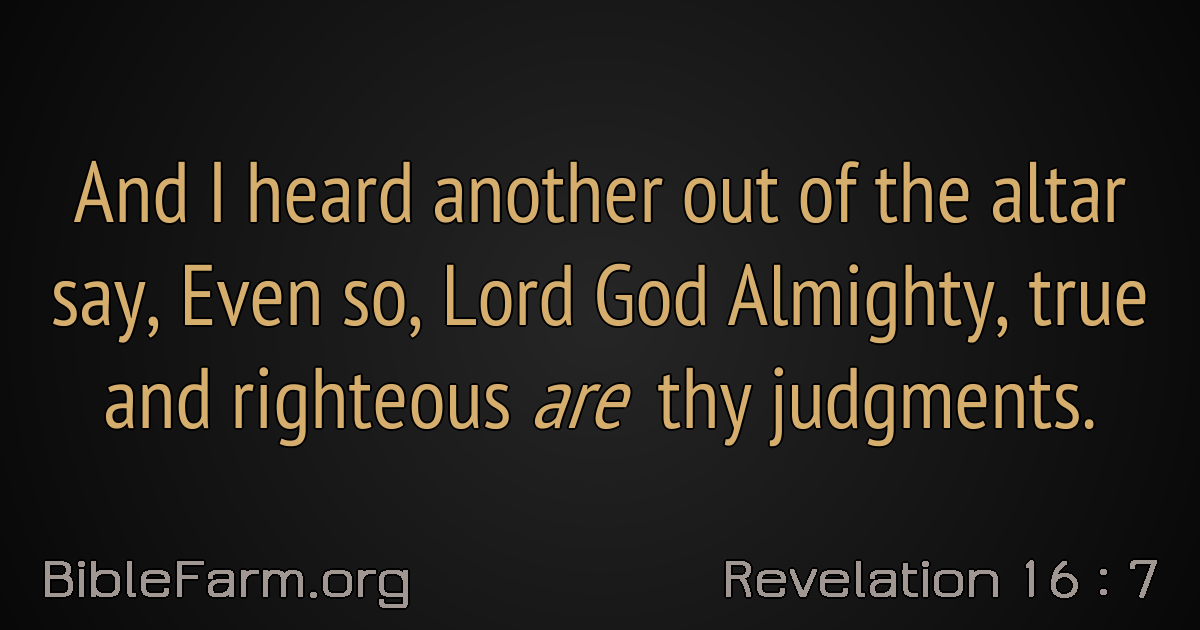 And I heard another out of the altar
say, Even so, Lord God Almighty, true
and righteous are thy judgments.
BibleFarm.org
Revelation 16 : 7